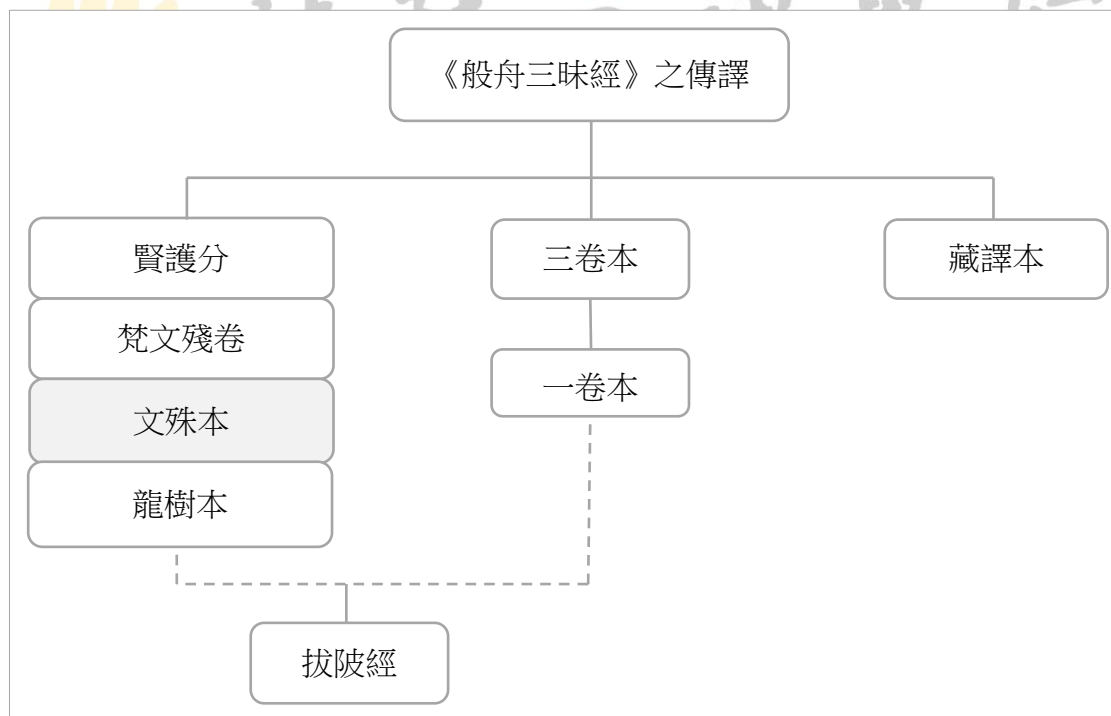 《般舟三昧經》之傳譯
賢護分
三卷本
藏譯本
梵文殘卷
一卷本
文殊本
龍樹本
拔陂經